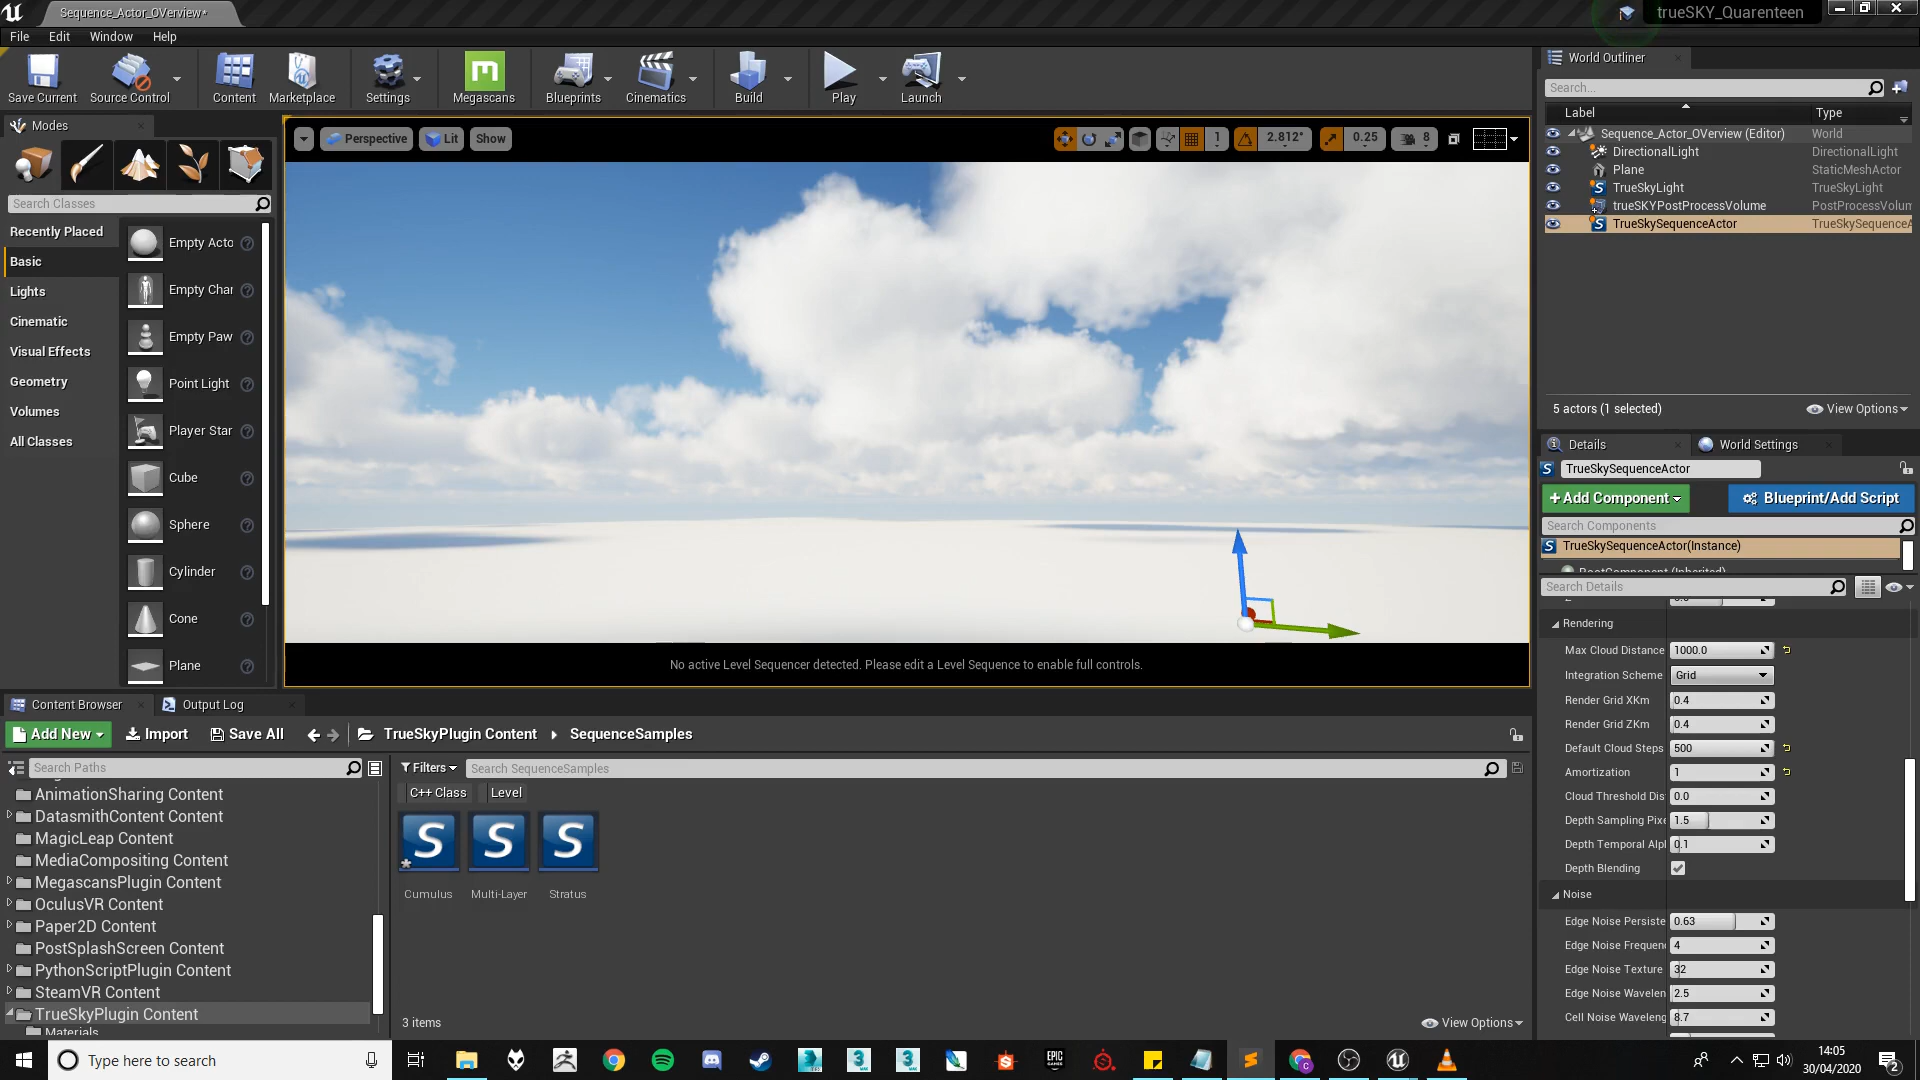 Sequence_Actor_OVerview*
trueSKY_Quarenteen
File Edit Window Help
Save Current
Source Control
Content
Marketplace
Settings
Megascans
Blueprints
Cinematics
Build
Play
Launch
Modes
Search Classes
Recently Placed
Basic
Lights
Cinematic
Visual Effects
Geometry
Volumes
All Classes
Empty Acto
Empty Char
Empty Paw
Point Light
Player Star
Cube
Sphere
Cylinder
Cone
Plane
Perspective
Lit
Show
1
2.812°
0.25
8
No active Level Sequencer detected. Please edit a Level Sequence to enable full controls.
World Outliner
Search...
Label Type
Sequence_Actor_OVerview (Editor) World
DirectionalLight DirectionalLight
Plane StaticMeshActor
TrueSkyLight TrueSkyLight
trueSKYPostProcessVolume PostProcessVolum
TrueSkySequenceActor TrueSkySequenceA
5 actors (1 selected)
View Options
Details
World Settings
TrueSkySequenceActor
+Add Component
Blueprint/Add Script
Search Components
TrueSkySequenceActor(Instance)
RootComponent (Inherited)
Search Details
Rendering
Max Cloud Distance 1000.0
Integration Scheme Grid
Render Grid XKm 0.4
Render Grid ZKm 0.4
Default Cloud Steps 500
Amortization 1
Cloud Threshold Dis 0.0
Depth Sampling Pixe 1.5
Depth Temporal Alp 0.1
Depth Blending
Noise
Edge Noise Persiste 0.63
Edge Noise Frequen 4
Edge Noise Texture 32
Edge Noise Wavelen 2.5
Cell Noise Waveleng 8.7
Content Browser
Output Log
Add New
Import
Save All
TrueSkyPlugin Content
SequenceSamples
Search Paths
AnimationSharing Content
DatasmithContent Content
MagicLeap Content
MediaCompositing Content
MegascansPlugin Content
OculusVR Content
Paper2D Content
PostSplashScreen Content
PythonScriptPlugin Content
SteamVR Content
TrueSkyPlugin Content
Materials
Filters
Search SequenceSamples
C++ Class
Level
Cumulus
Multi-Layer
Stratus
3 items
View Options
Type here to search
14:05
30/04/2020
2